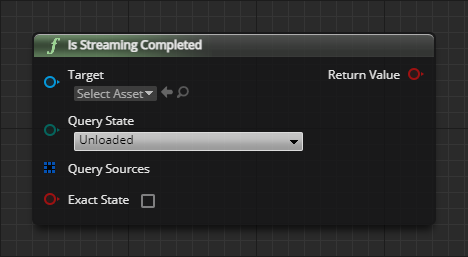 f Is Streaming Completed
Target
Return Value
Select Asset
Query State
Unloaded
Query Sources
Exact State